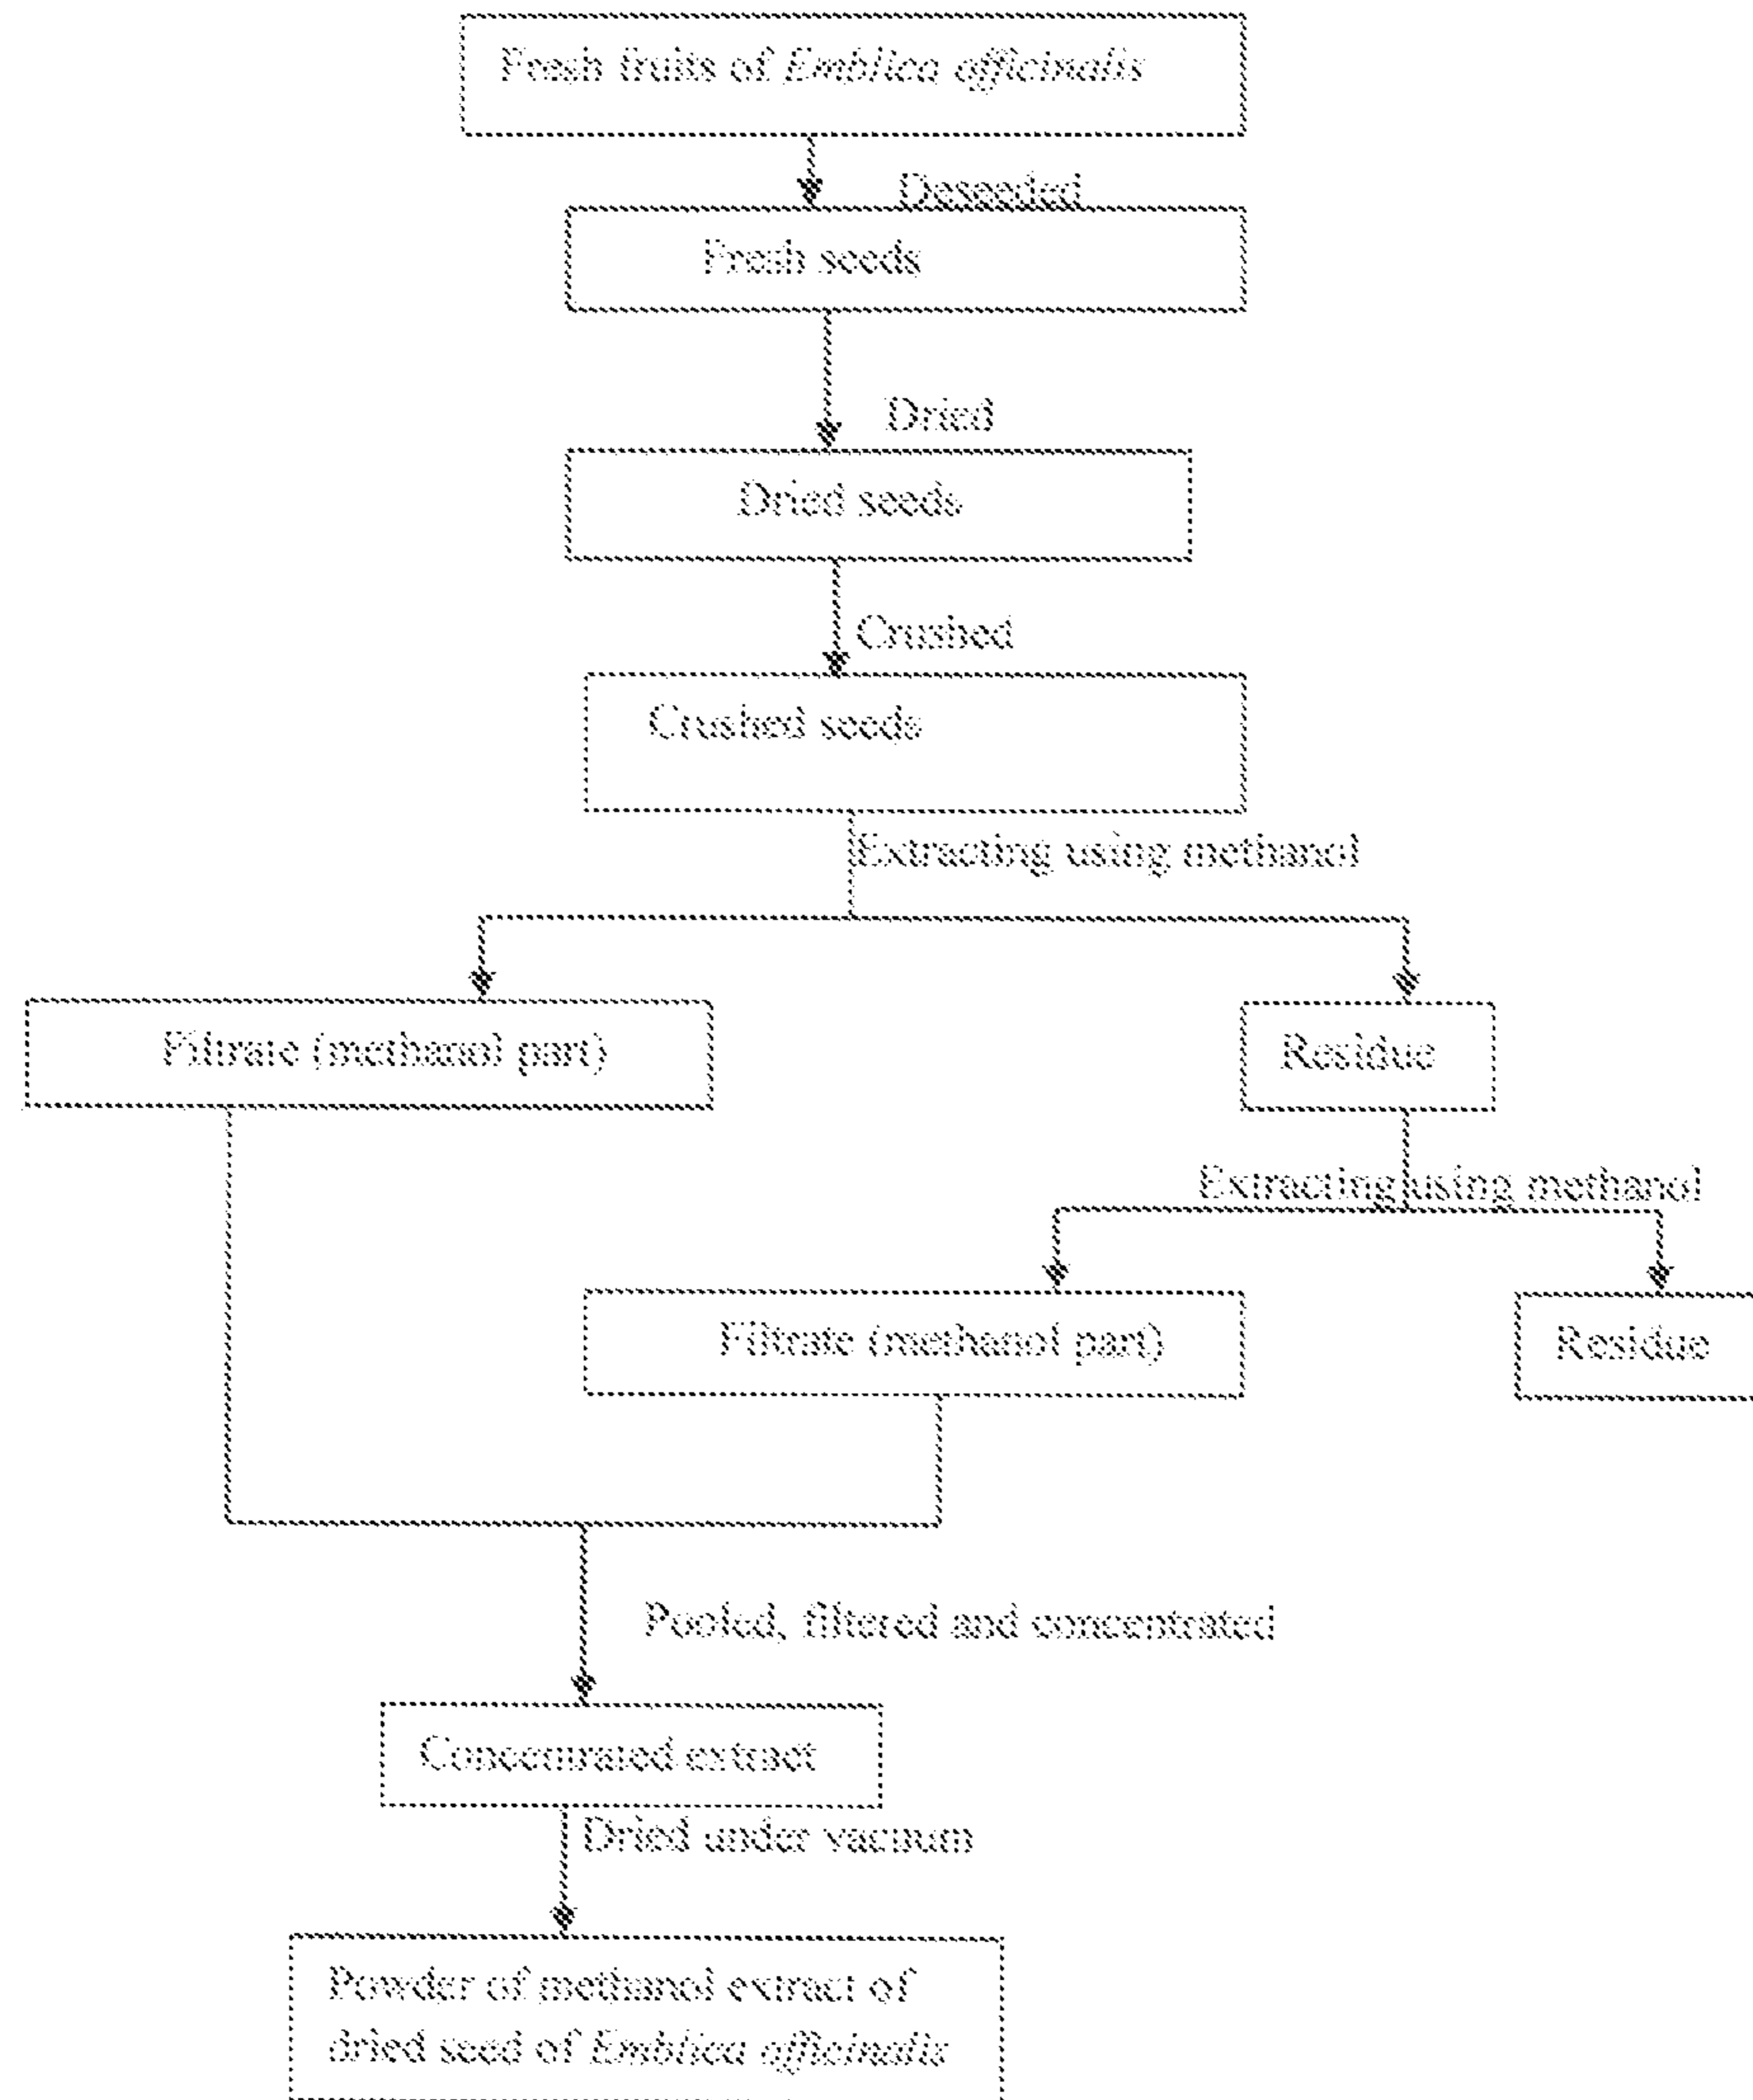 Fresh fruits of Emblica officinalis
Deseeded
Fresh seeds
Dried
Dried seeds
Crushed
Crushed seeds
Extracting using methanol
Filtrate (methanol part)
Residue
Extracting using methanol
Filtrate (methanol part)
Residue
Pooled, filtered and concentrated
Concentrated extract
Dried under vacuum
Powder of methanol extract of
dried seed of Emblica officinalis